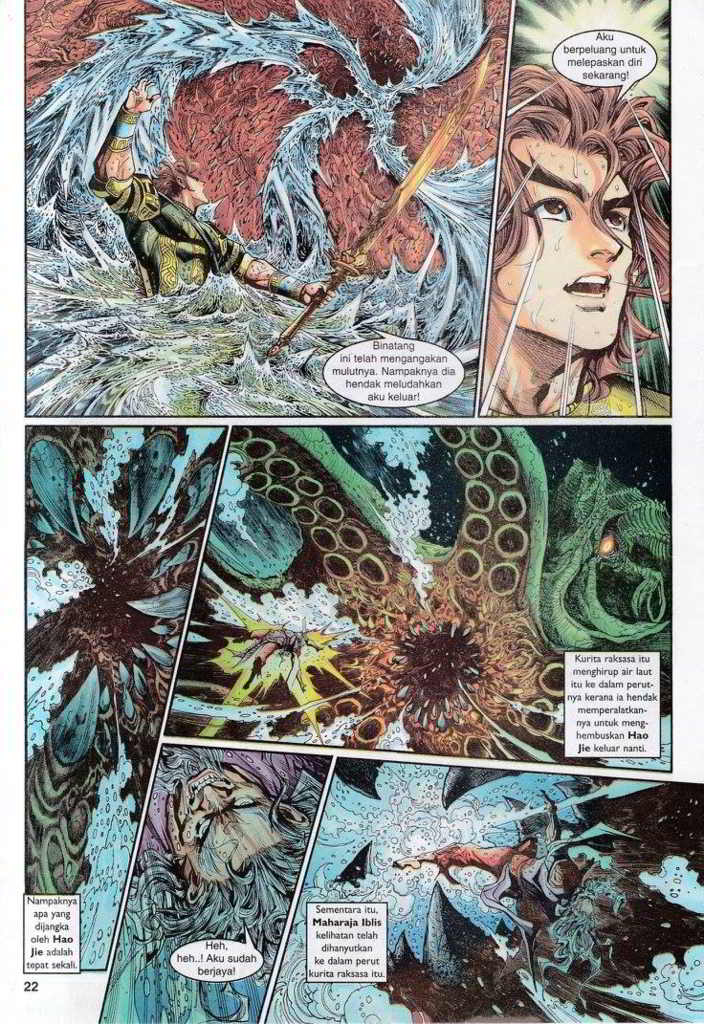 Binatang
ini telah mengangakan
mulutnya. Nampaknya dia
hendak meludahkan
aku keluar!
Aku
berpeluang untuk
melepaskan diri
sekarang!
Nampaknya
apa yang
dijangka
oleh Hao
Jie adalah
tepat sekali.
Kurita raksasa itu
menghirup air laut
itu ke dalam perut-
nya kerana ia hendak
memperalatkan-
nya untuk meng-
hembuskan Hao
Jie keluar nanti.
Heh,
heh..! Aku sudah
berjaya!
Sementara itu,
Maharaja Iblis
kelihatan telah
dihanyutkan
ke dalam perut
kurita raksasa itu.
22